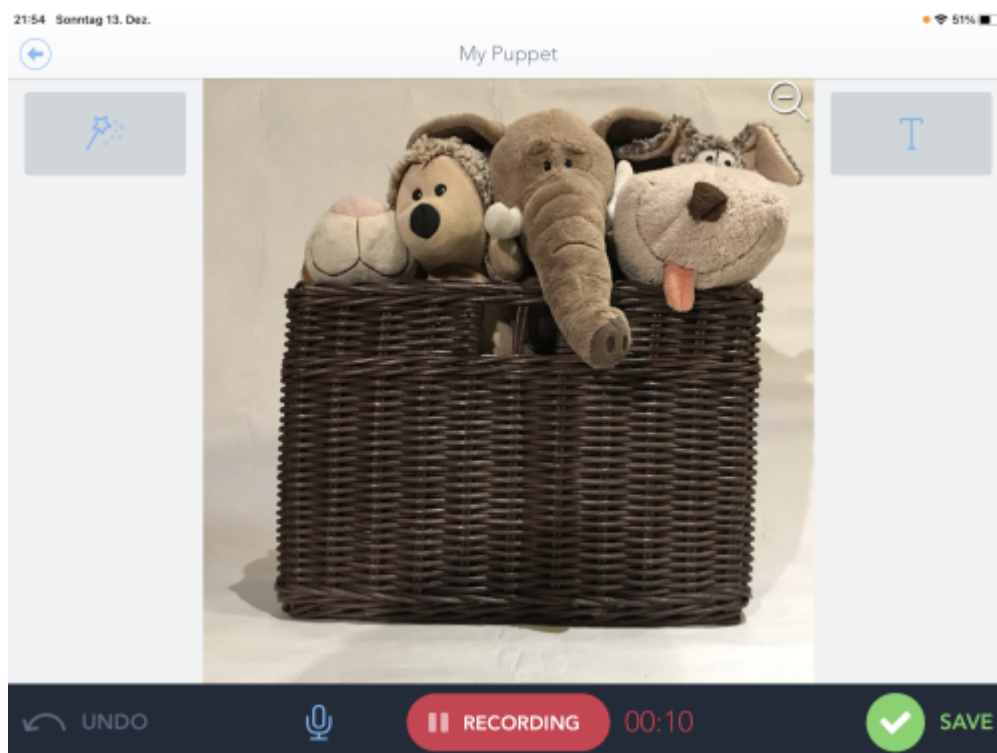 21:54 Sonntag 13. Dez. 51%
My Puppet
T
UNDO
RECORDING
00:10
SAVE